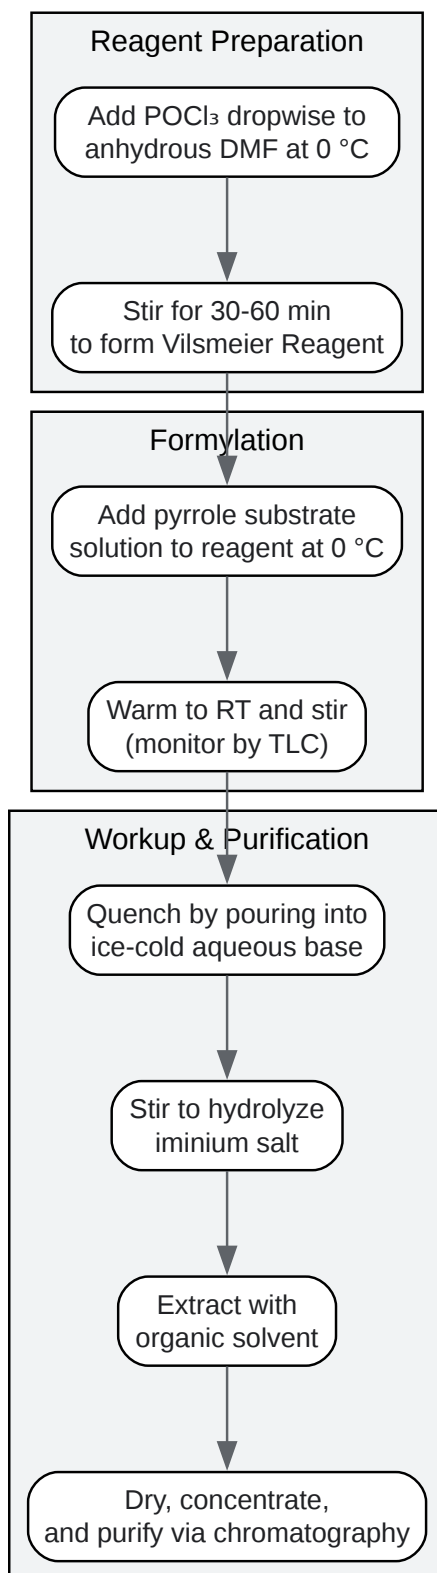 Reagent Preparation
Add POCl₃ dropwise to
anhydrous DMF at 0 °C
Stir for 30-60 min
to form Vilsmeier Reagent
Formylation
Add pyrrole substrate
solution to reagent at 0 °C
Warm to RT and stir
(monitor by TLC)
Workup & Purification
Quench by pouring into
ice-cold aqueous base
Stir to hydrolyze
iminium salt
Extract with
organic solvent
Dry, concentrate,
and purify via chromatography